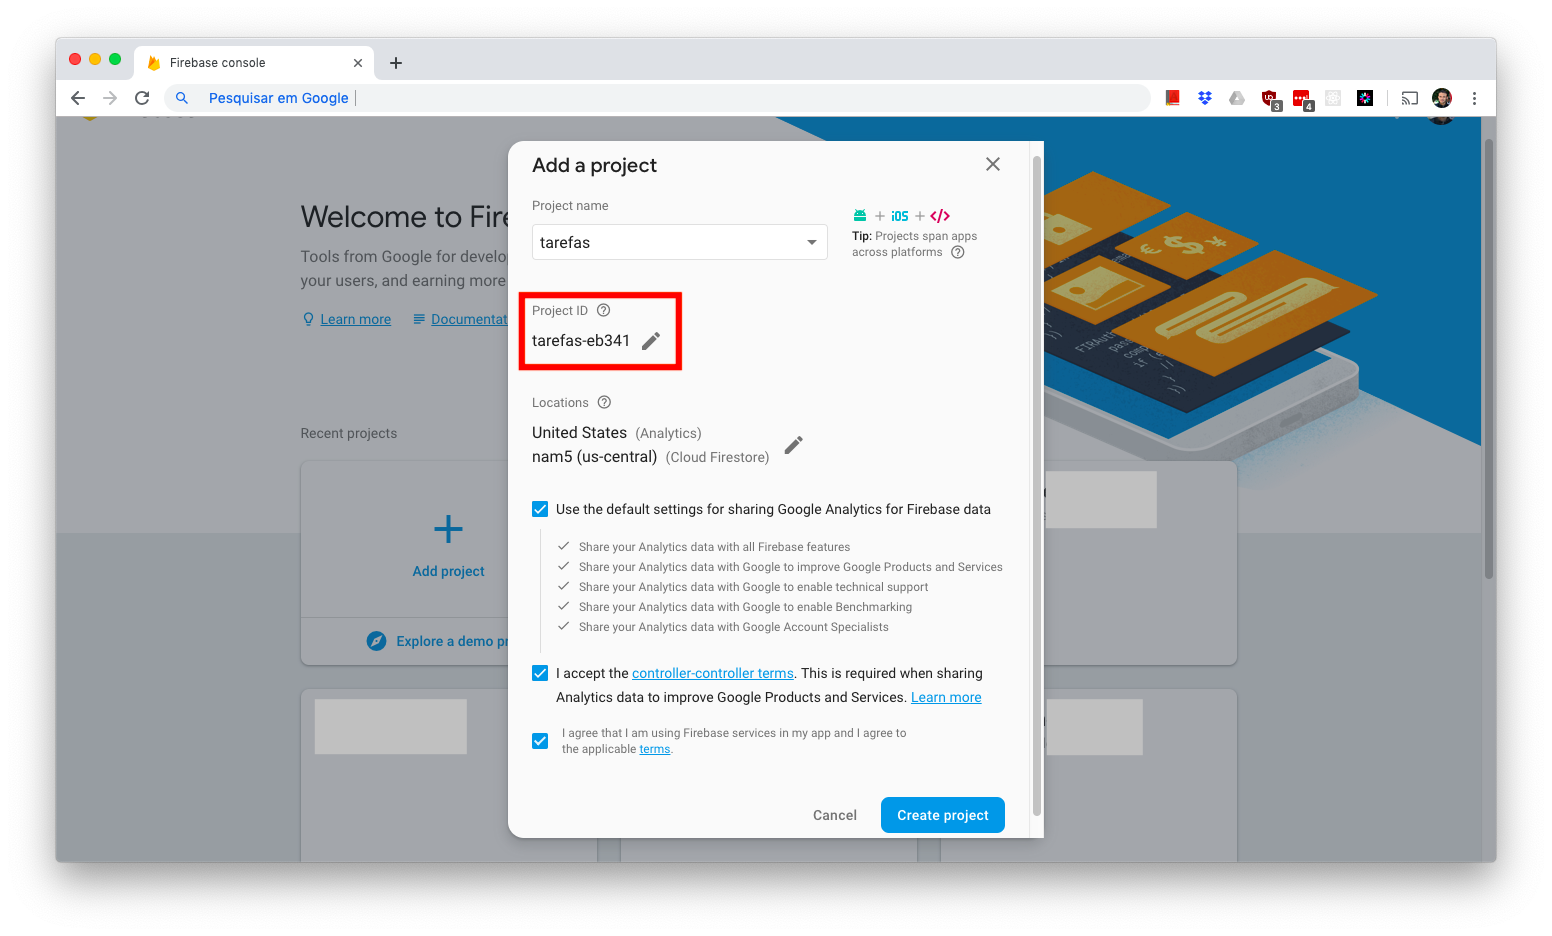 Firebase console
Pesquisar em Google
3
4
Add a project
Project name
tarefas
+ iOS + </>
Tip: Projects span apps
across platforms
Welcome to Fire
Tools from Google for develo
your users, and earning more
Learn more
Documentat
Project ID
tarefas-eb341
Locations
United States (Analytics)
nam5 (us-central) (Cloud Firestore)
Recent projects
Use the default settings for sharing Google Analytics for Firebase data
Share your Analytics data with all Firebase features
Share your Analytics data with Google to improve Google Products and Services
Share your Analytics data with Google to enable technical support
Share your Analytics data with Google to enable Benchmarking
Share your Analytics data with Google Account Specialists
Add project
Explore a demo pr
I accept the controller-controller terms. This is required when sharing
Analytics data to improve Google Products and Services. Learn more
I agree that I am using Firebase services in my app and I agree to
the applicable terms.
Cancel
Create project